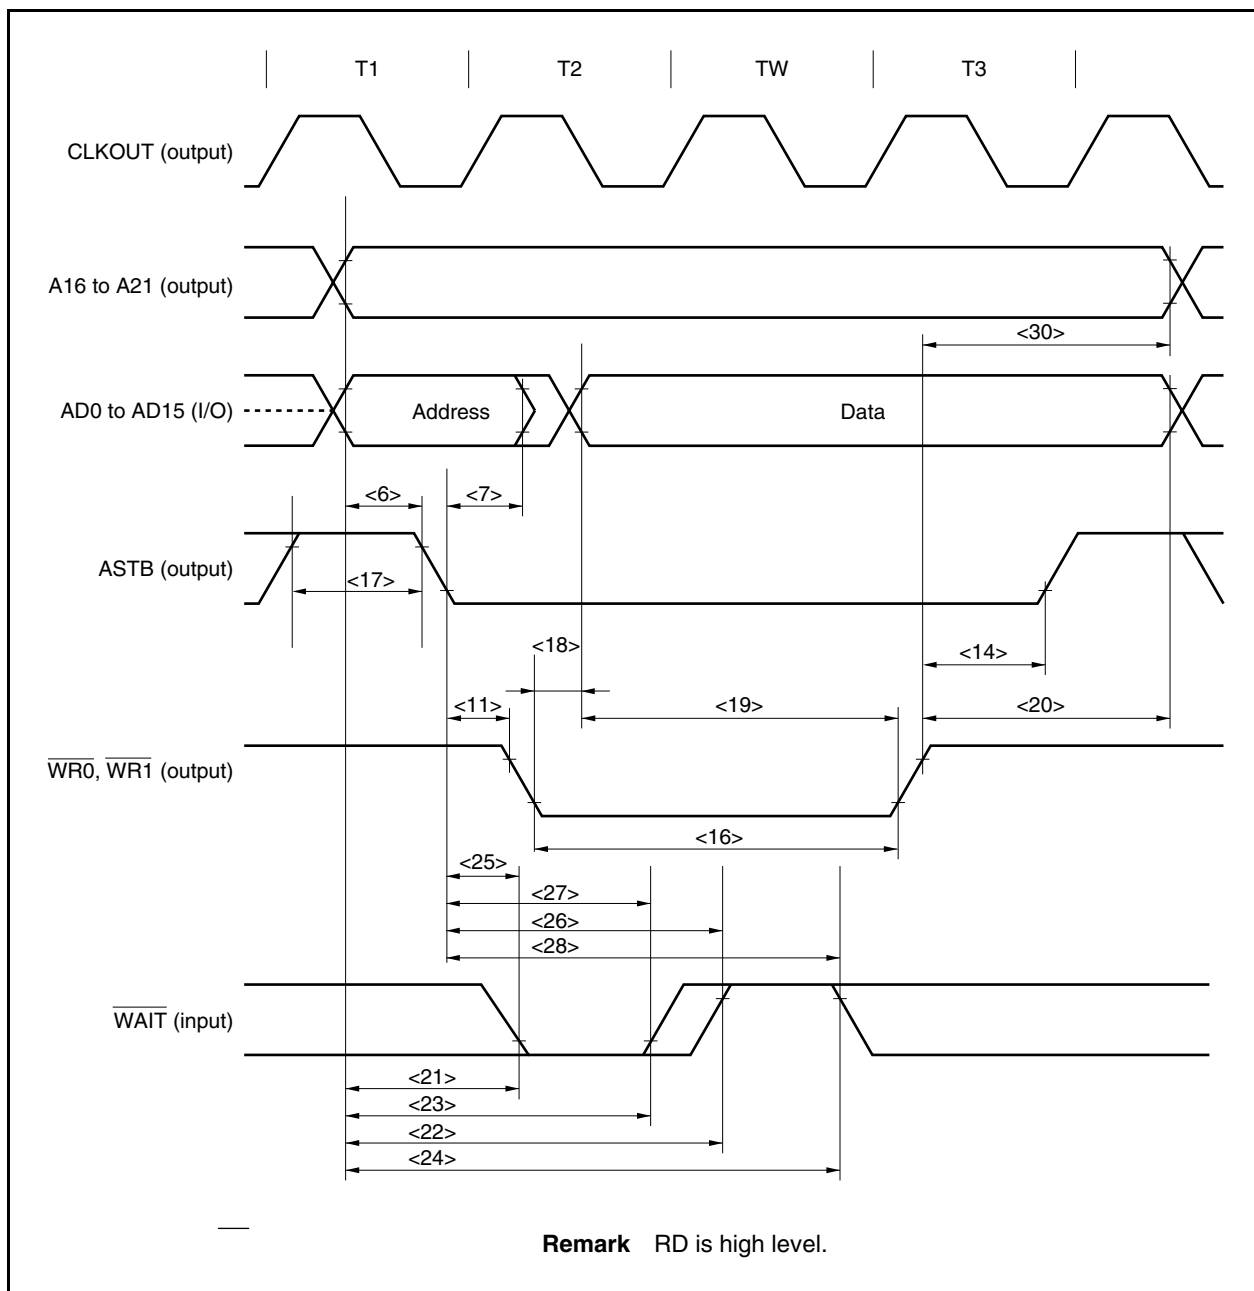 T1 T2 TW T3
CLKOUT (output)
A16 to A21 (output)
<30>
AD0 to AD15 (I/O) Address Data
<6> <7>
ASTB (output)
<17>
<18>
<14>
<11> <19> <20>
WR0, WR1 (output)
<16>
<25>
<27>
<26>
<28>
WAIT (input)
<21>
<23>
<22>
<24>
Remark RD is high level.